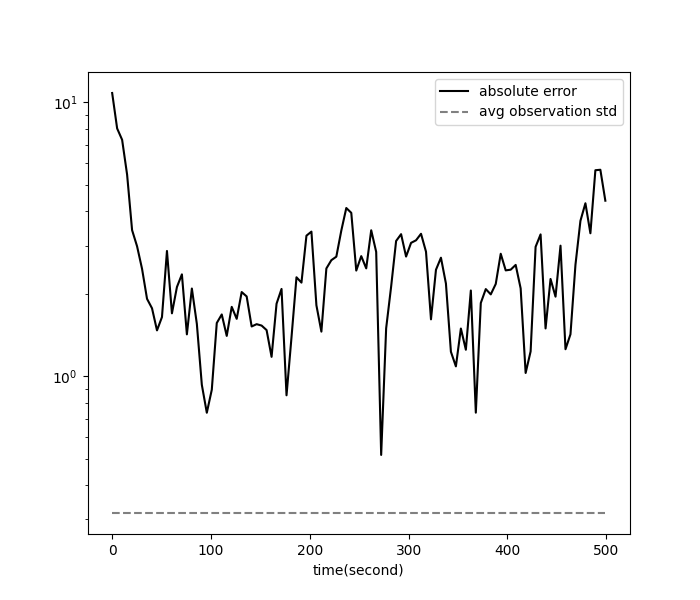 absolute error
avg observation std
10¹
10⁰
0 100 200 300 400 500
time(second)